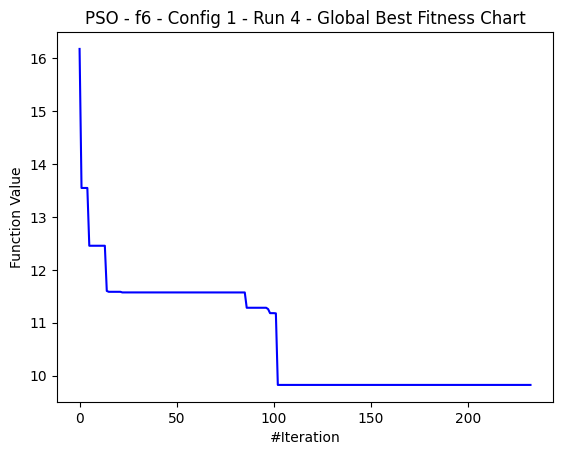 PSO - f6 - Config 1 - Run 4 - Global Best Fitness Chart
16
15
14
13
12
11
10
Function Value
0 50 100 150 200
#Iteration